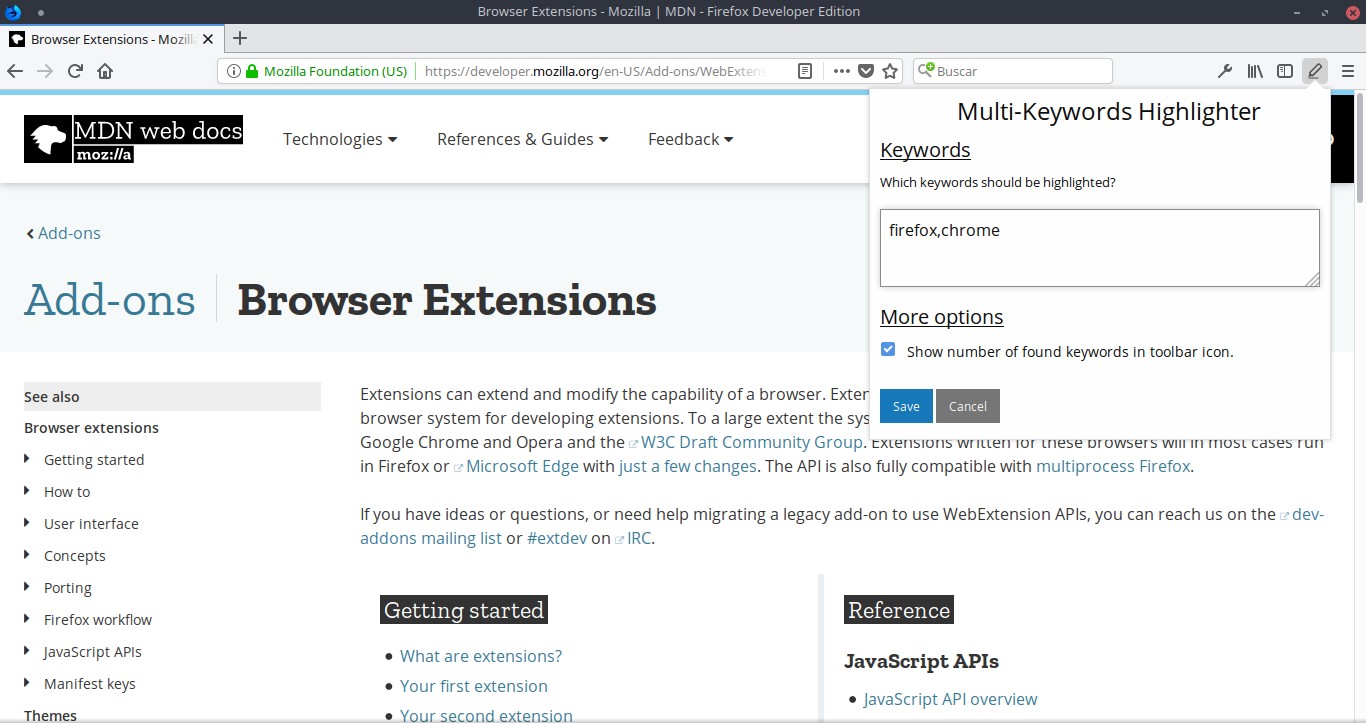 Browser Extensions - Mozilla | MDN - Firefox Developer Edition
Browser Extensions - Mozill
Mozilla Foundation (US)
https://developer.mozilla.org/en-US/Add-ons/WebExtens
Buscar
MDN web docs
moz://a
Technologies
References & Guides
Feedback
Multi-Keywords Highlighter
Keywords
Which keywords should be highlighted?
firefox,chrome
More options
Show number of found keywords in toolbar icon.
Save
Cancel
Add-ons
Add-ons
Browser Extensions
See also
Browser extensions
Getting started
How to
User interface
Concepts
Porting
Firefox workflow
JavaScript APIs
Manifest keys
Themes
Extensions can extend and modify the capability of a browser. Exten
browser system for developing extensions. To a large extent the sys
Google Chrome and Opera and the W3C Draft Community Group. Extensions written for these browsers will in most cases run
in Firefox or Microsoft Edge with just a few changes. The API is also fully compatible with multiprocess Firefox.
If you have ideas or questions, or need help migrating a legacy add-on to use WebExtension APIs, you can reach us on the dev-
addons mailing list or #extdev on IRC.
Getting started
What are extensions?
Your first extension
Your second extension
Reference
JavaScript APIs
JavaScript API overview